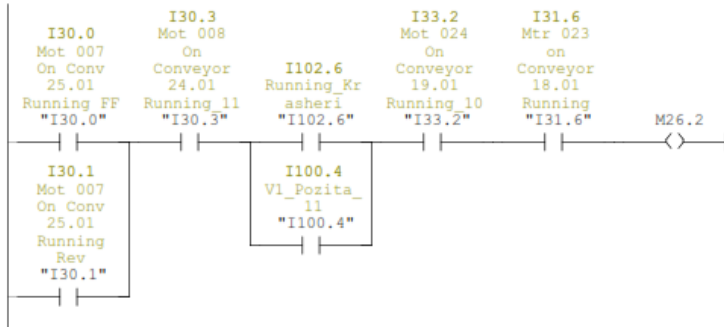 I30.0
Mot 007
On Conv
25.01
Running FF
"I30.0"
I30.3
Mot 008
On
Conveyor
24.01
Running_11
"I30.3"
I102.6
Running_Kr
asheri
"I102.6"
I33.2
Mot 024
On
Conveyor
19.01
Running_10
"I33.2"
I31.6
Mtr 023
on
Conveyor
18.01
Running
"I31.6"
M26.2
I30.1
Mot 007
On Conv
25.01
Running
Rev
"I30.1"
I100.4
V1_Pozita_
11
"I100.4"